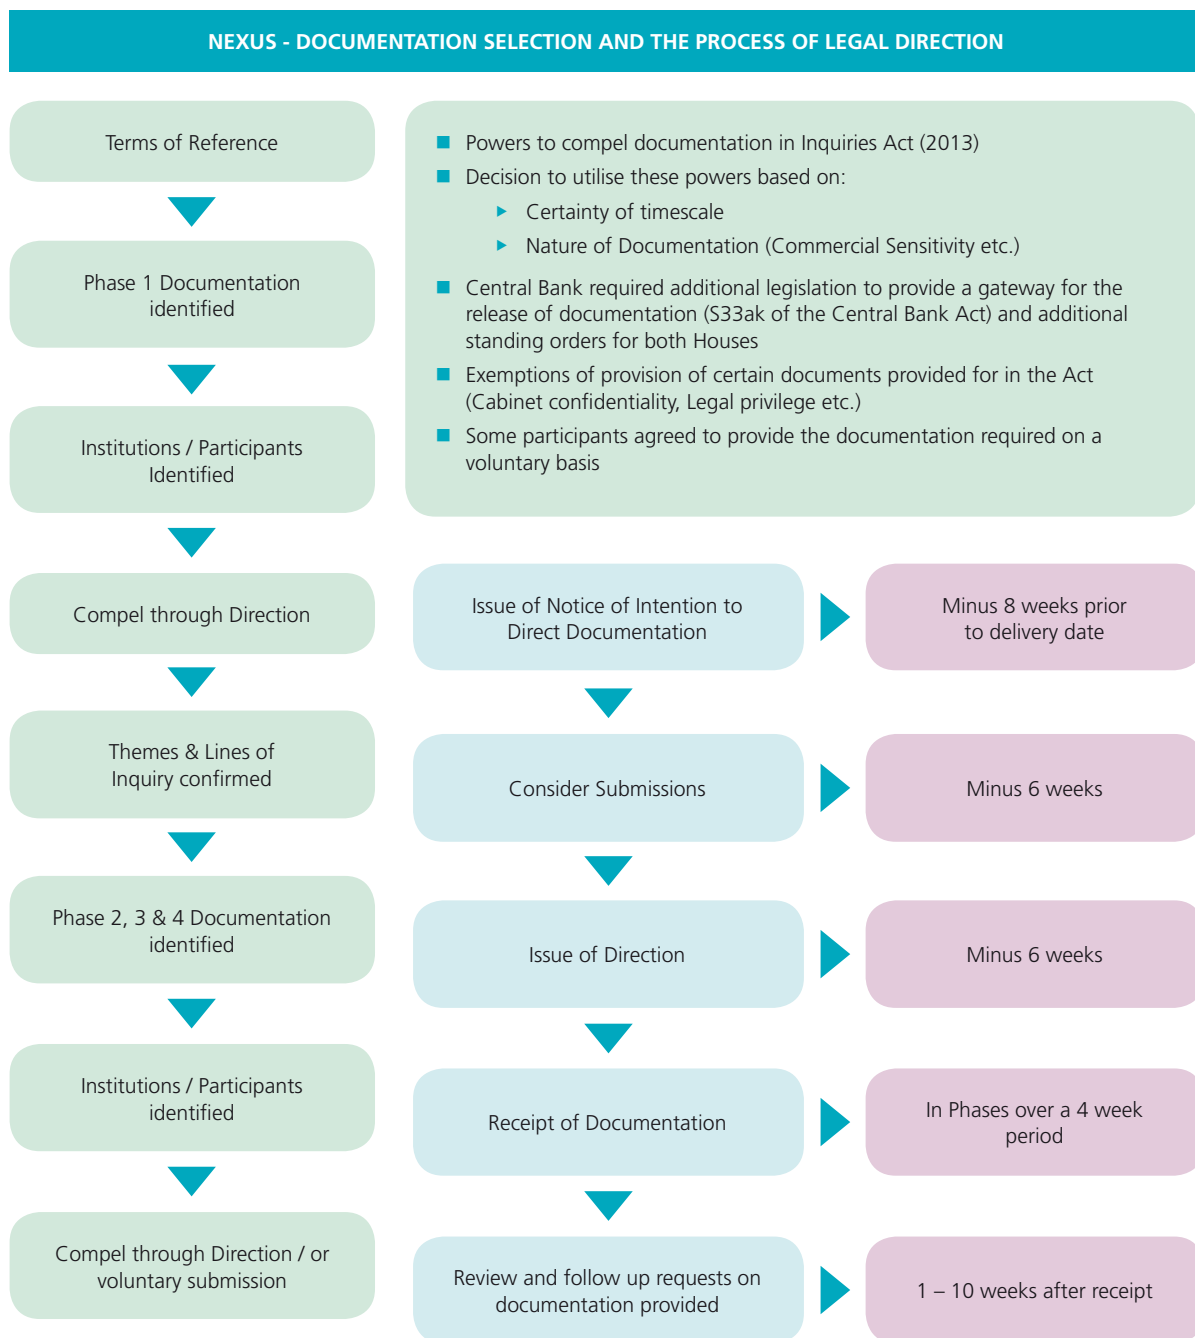 NEXUS - DOCUMENTATION SELECTION AND THE PROCESS OF LEGAL DIRECTION
Terms of Reference
Phase 1 Documentation
identified
Institutions / Participants
Identified
Compel through Direction
Themes & Lines of
Inquiry confirmed
Phase 2, 3 & 4 Documentation
identified
Institutions / Participants
identified
Compel through Direction / or
voluntary submission
Powers to compel documentation in Inquiries Act (2013)
Decision to utilise these powers based on:
Certainty of timescale
Nature of Documentation (Commercial Sensitivity etc.)
Central Bank required additional legislation to provide a gateway for the
release of documentation (S33ak of the Central Bank Act) and additional
standing orders for both Houses
Exemptions of provision of certain documents provided for in the Act
(Cabinet confidentiality, Legal privilege etc.)
Some participants agreed to provide the documentation required on a
voluntary basis
Issue of Notice of Intention to
Direct Documentation
Minus 8 weeks prior
to delivery date
Consider Submissions
Minus 6 weeks
Issue of Direction
Minus 6 weeks
Receipt of Documentation
In Phases over a 4 week
period
Review and follow up requests on
documentation provided
1 – 10 weeks after receipt